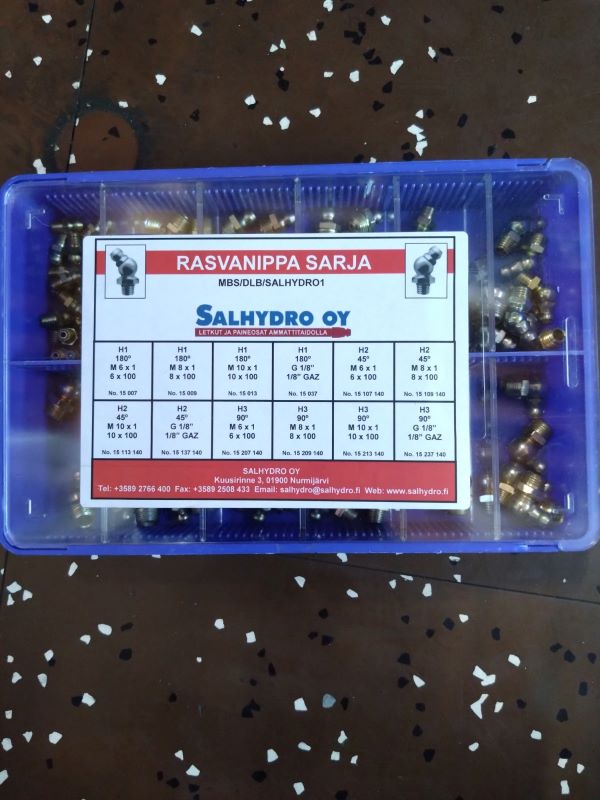 RASVANIPPA SARJA
MBS/DLB/SALHYDRO1
SALHYDRO OY
LETKUT JA PAINEOSAT AMMATTITAIDOLLA
H1
180º
M 6 x 1
6 x 100
No. 15 007
H1
180º
M 8 x 1
8 x 100
No. 15 009
H1
180º
M 10 x 1
10 x 100
No. 15 013
H1
180º
G 1/8"
1/8" GAZ
No. 15 037
H2
45º
M 6 x 1
6 x 100
No. 15 107 140
H2
45º
M 8 x 1
8 x 100
No. 15 109 140
H2
45º
M 10 x 1
10 x 100
No. 15 113 140
H2
45º
G 1/8"
1/8" GAZ
No. 15 137 140
H3
90º
M 6 x 1
6 x 100
No. 15 207 140
H3
90º
M 8 x 1
8 x 100
No. 15 209 140
H3
90º
M 10 x 1
10 x 100
No. 15 213 140
H3
90º
G 1/8"
1/8" GAZ
No. 15 237 140
SALHYDRO OY
Kuusirinne 3, 01900 Nurmijärvi
Tel: +3589 2766 400 Fax: +3589 2508 433 Email: salhydro@salhydro.fi Web: www.salhydro.fi